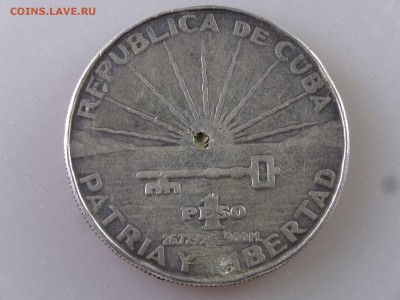 COINS.LAVE.RU
REPUBLICA DE CUBA
1
PESO
PATRIA Y LIBERTAD